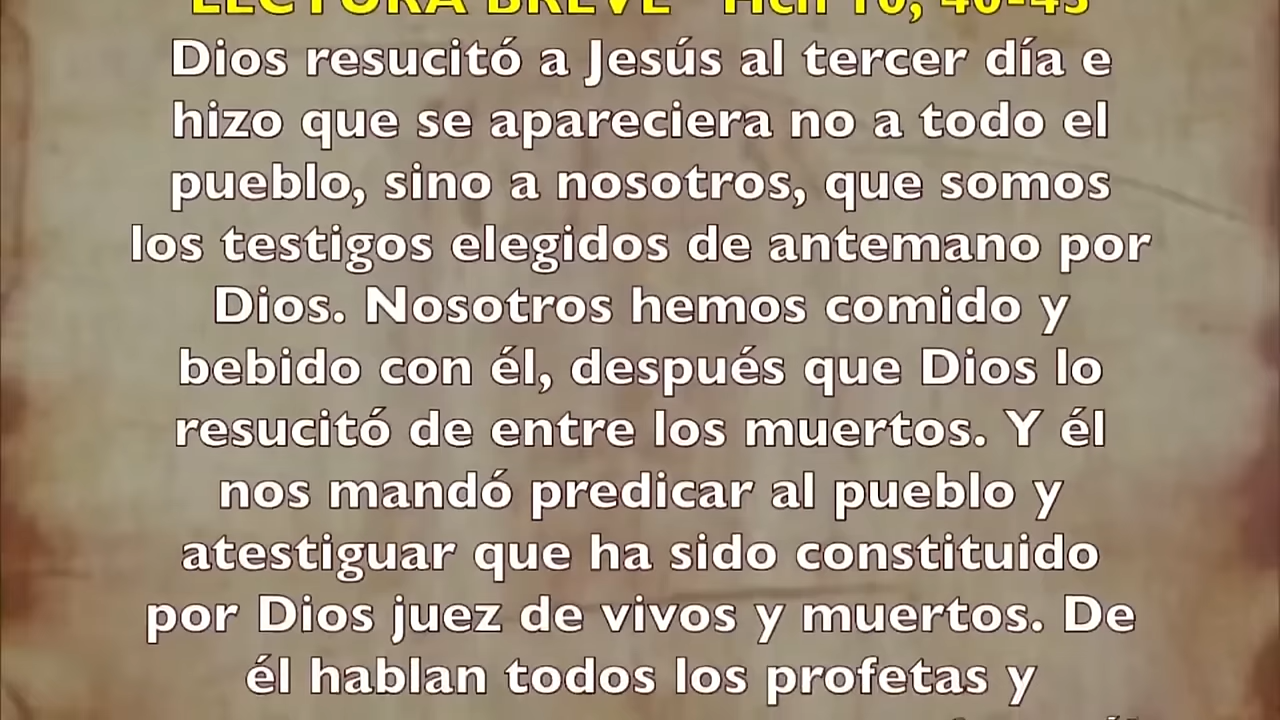 LECTURA BREVE Hch 10, 40-43
Dios resucitó a Jesús al tercer día e
hizo que se apareciera no a todo el
pueblo, sino a nosotros, que somos
los testigos elegidos de antemano por
Dios. Nosotros hemos comido y
bebido con él, después que Dios lo
resucitó de entre los muertos. Y él
nos mandó predicar al pueblo y
atestiguar que ha sido constituido
por Dios juez de vivos y muertos. De
él hablan todos los profetas y